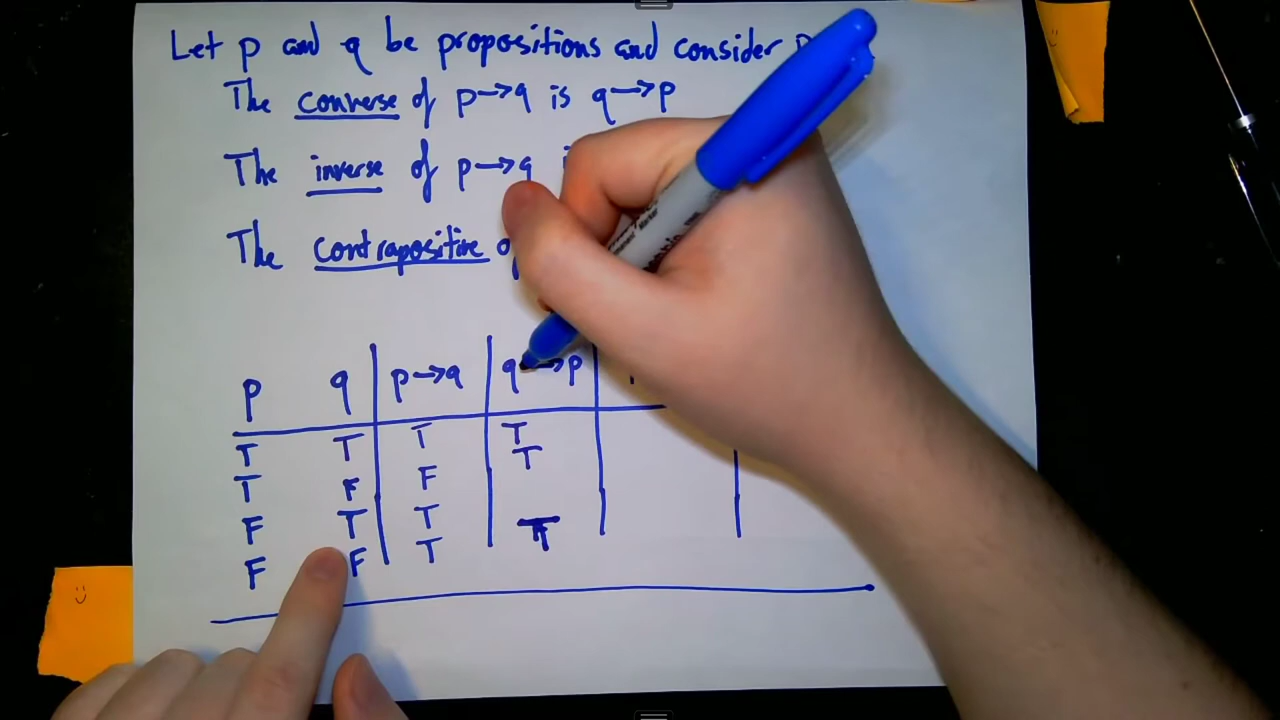 Let p and q be propositions and consider p
The converse of p→q is q→p
The inverse of p→q
The contrapositive
p q p→q q→p
T T T T
T F F T
F T T
F F T T